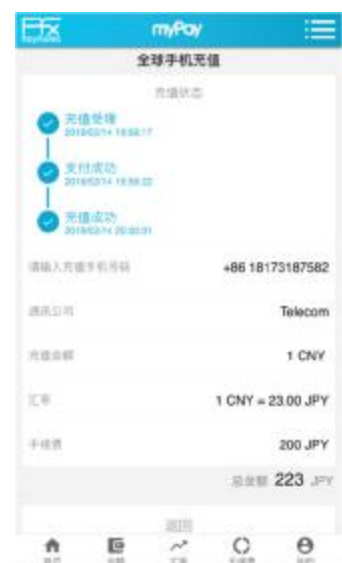 myPay
全球手机充值
充值状态
充值受理
支付成功
充值成功
请输入充值手机号码
+86 18173187582
通讯公司
Telecom
充值金额
1 CNY
汇率
1 CNY = 23.00 JPY
手续费
200 JPY
总金额 223 JPY
返回
汇率